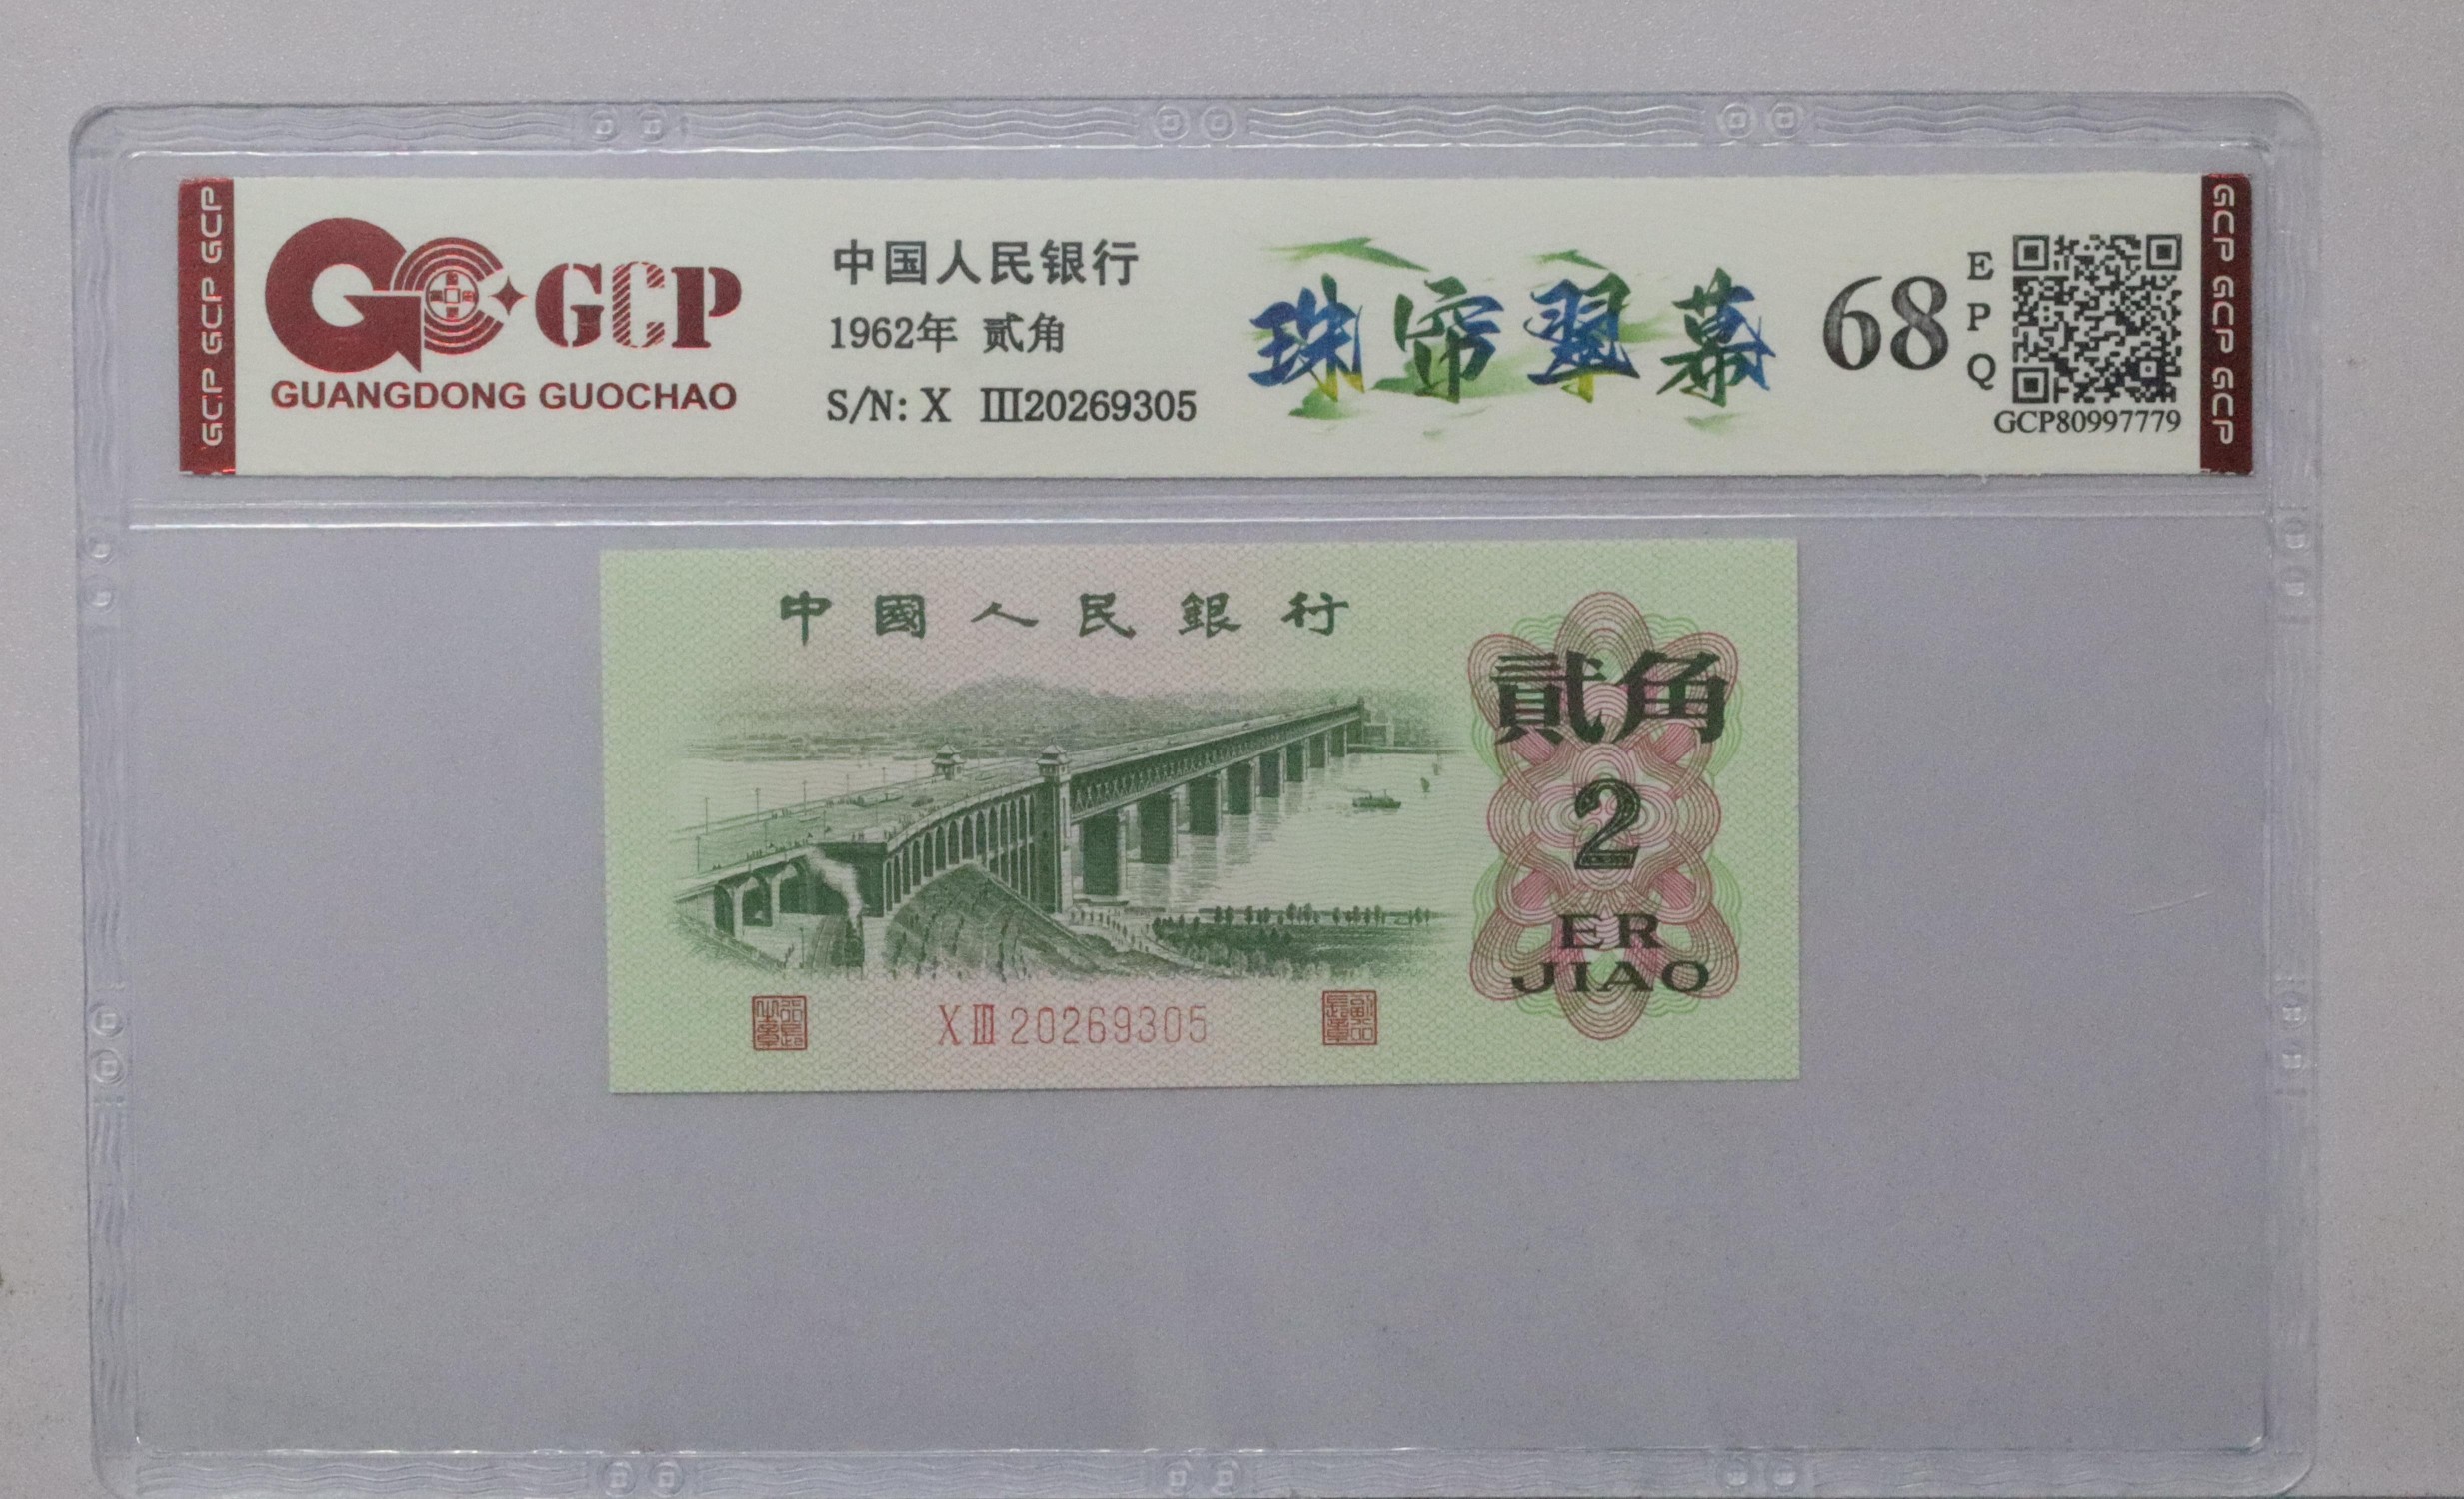 GCP GCP GCP
GCP
GUANGDONG GUOCHAO
中国人民银行
1962年 贰角
S/N: X III20269305
珠帘翠幕
68
EPQ
GCP80997779
GCP GCP GCP
中國人民銀行
貳角
2
ER
JIAO
XIII20269305